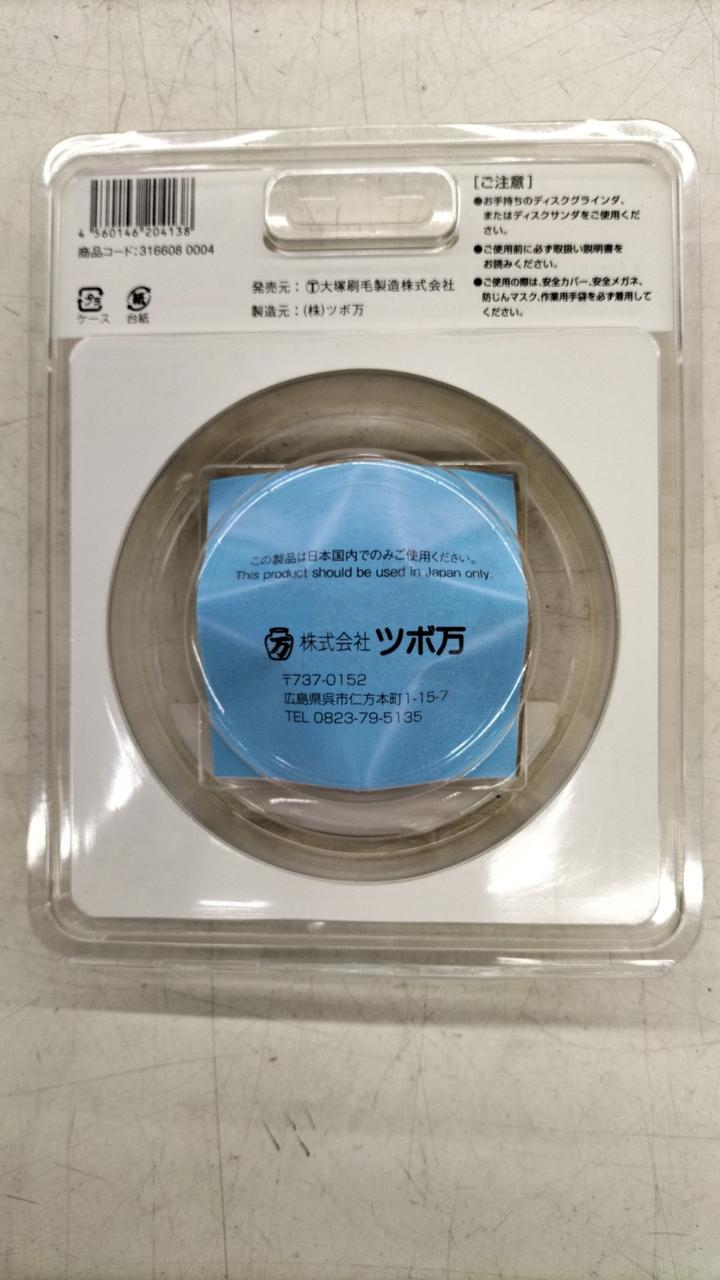 4 560146 204138
商品コード:316608 0004
プラ
ケース
紙
台紙
発売元：Ⓣ大塚刷毛製造株式会社
製造元：(株)ツボ万
[ご注意]
●お手持ちのディスクグラインダ、
またはディスクサンダをご使用くだ
さい。
●ご使用前に必ず取扱い説明書を
お読みください。
●ご使用の際は、安全カバー、安全メガネ、
防じんマスク、作業用手袋を必ず着用して
ください。
この製品は日本国内でのみご使用ください。
This product should be used in Japan only.
万 株式会社 ツボ万
〒737-0152
広島県呉市仁方本町1-15-7
TEL 0823-79-5135